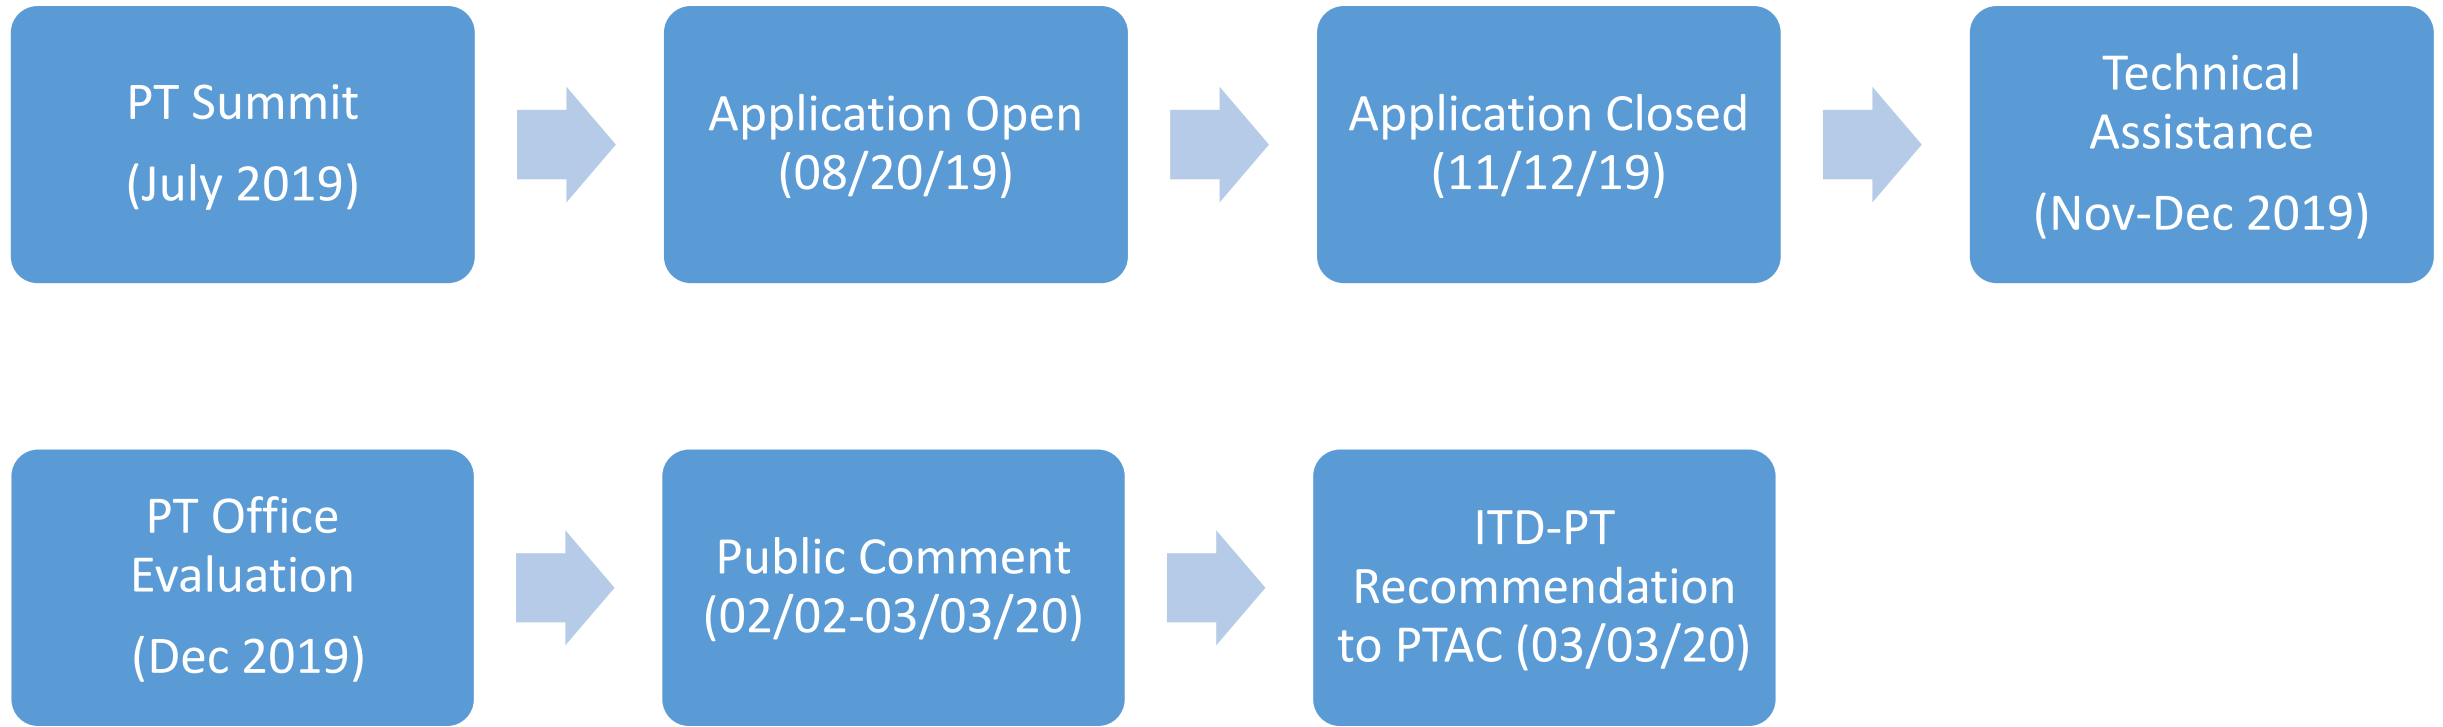 PT Summit
(July 2019)
Application Open
(08/20/19)
Application Closed
(11/12/19)
Technical
Assistance
(Nov-Dec 2019)
PT Office
Evaluation
(Dec 2019)
Public Comment
(02/02-03/03/20)
ITD-PT
Recommendation
to PTAC (03/03/20)